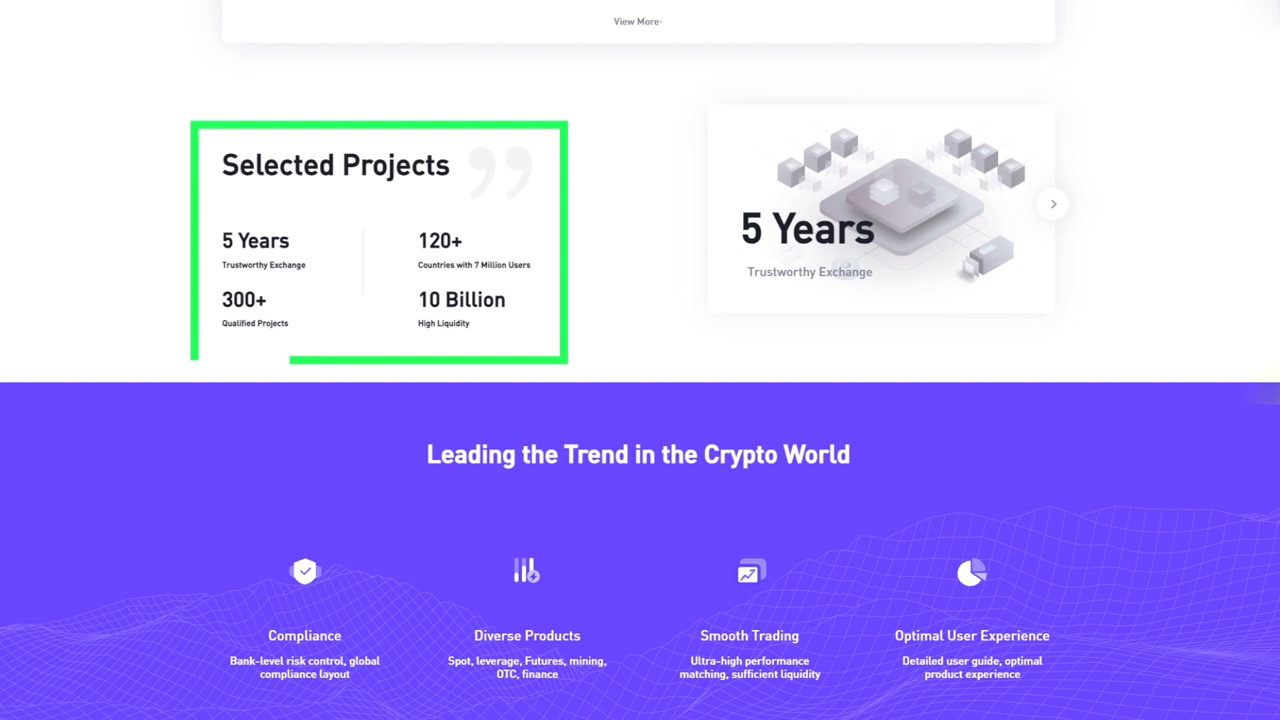 View More
Selected Projects
5 Years
Trustworthy Exchange
120+
Countries with 7 Million Users
300+
Qualified Projects
10 Billion
High Liquidity
5 Years
Trustworthy Exchange
Leading the Trend in the Crypto World
Compliance
Bank-level risk control, global
compliance layout
Diverse Products
Spot, leverage, Futures, mining,
OTC, finance
Smooth Trading
Ultra-high performance
matching, sufficient liquidity
Optimal User Experience
Detailed user guide, optimal
product experience